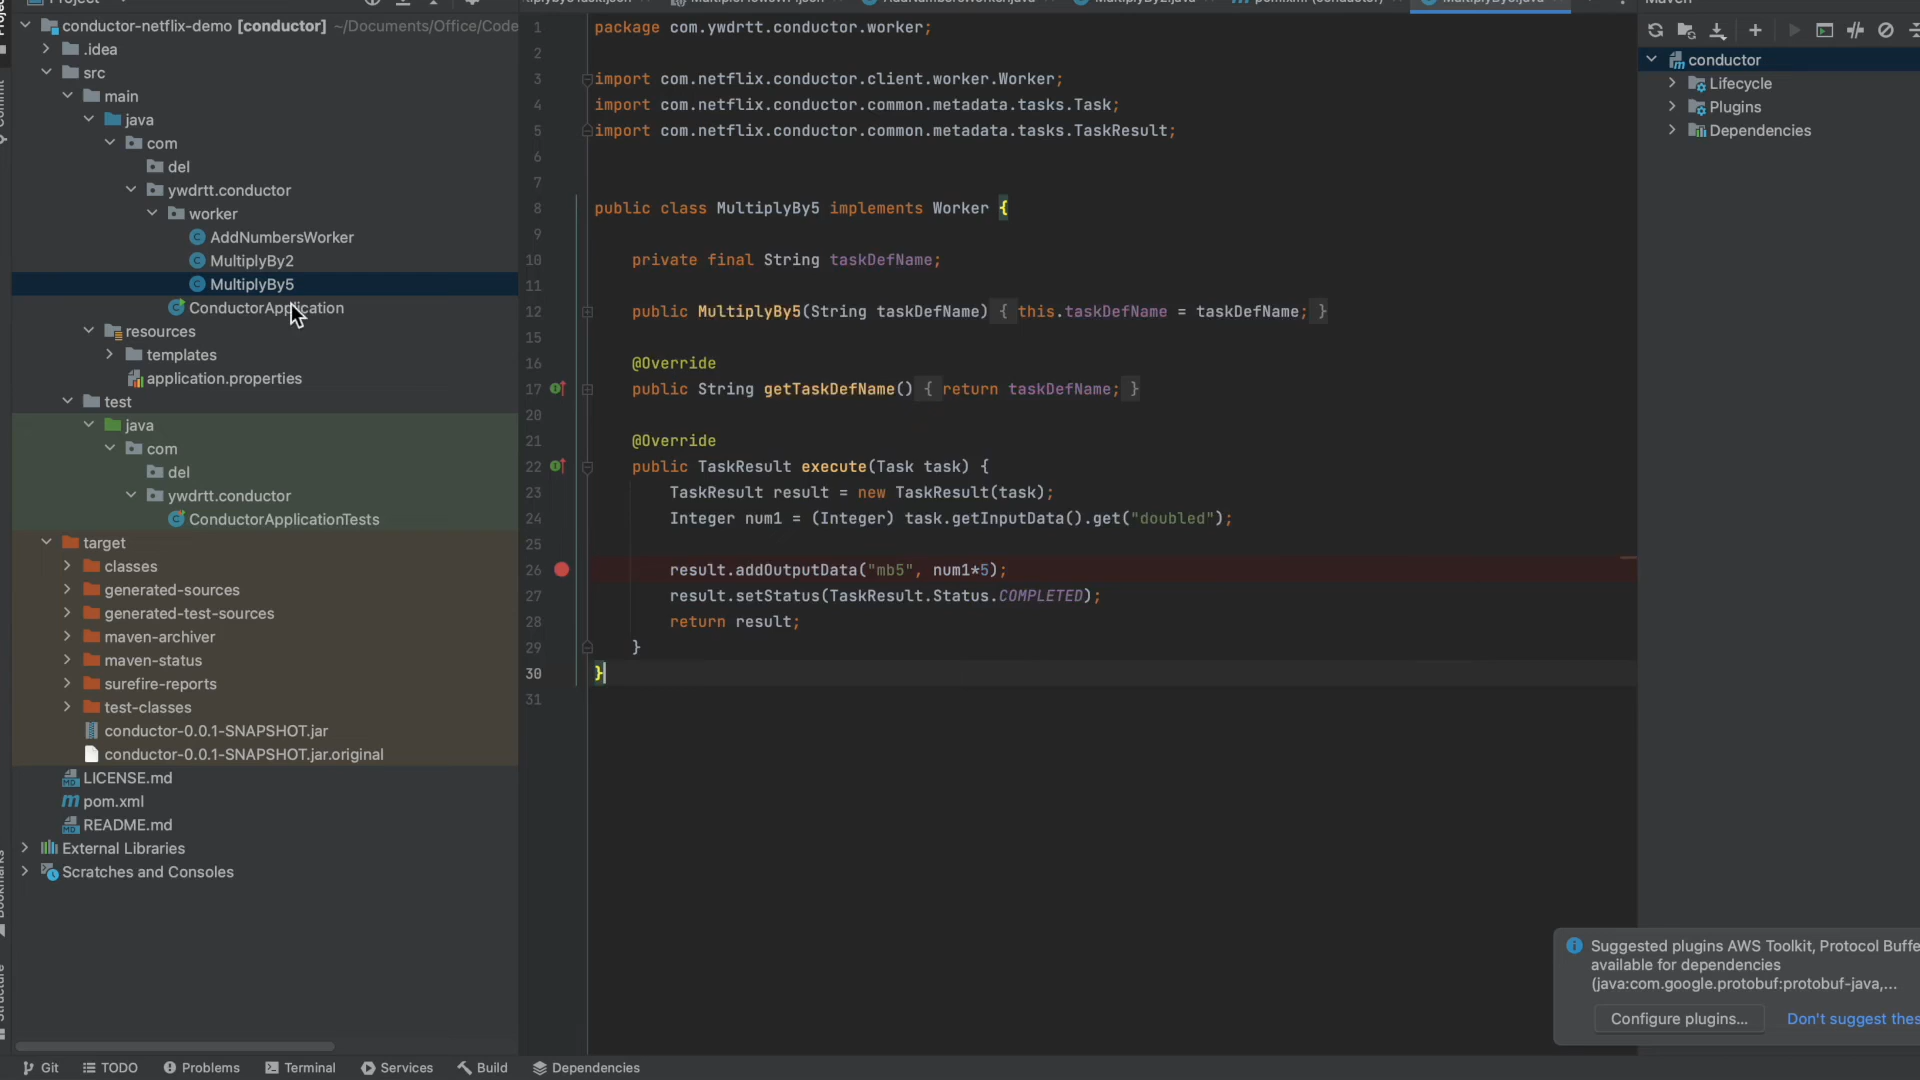 conductor-netflix-demo [conductor] ~/Documents/Office/Code
.idea
src
main
java
com
del
ywdrtt.conductor
worker
AddNumbersWorker
MultiplyBy2
MultiplyBy5
ConductorApplication
resources
templates
application.properties
test
java
com
del
ywdrtt.conductor
ConductorApplicationTests
target
classes
generated-sources
generated-test-sources
maven-archiver
maven-status
surefire-reports
test-classes
conductor-0.0.1-SNAPSHOT.jar
conductor-0.0.1-SNAPSHOT.jar.original
LICENSE.md
pom.xml
README.md
External Libraries
Scratches and Consoles
1 package com.ywdrtt.conductor.worker;
2
3 import com.netflix.conductor.client.worker.Worker;
4 import com.netflix.conductor.common.metadata.tasks.Task;
5 import com.netflix.conductor.common.metadata.tasks.TaskResult;
6
7
8 public class MultiplyBy5 implements Worker {
9
10 private final String taskDefName;
11
12 public MultiplyBy5(String taskDefName) { this.taskDefName = taskDefName; }
15
16 @Override
17 public String getTaskDefName() { return taskDefName; }
20
21 @Override
22 public TaskResult execute(Task task) {
23 TaskResult result = new TaskResult(task);
24 Integer num1 = (Integer) task.getInputData().get("doubled");
25
26 result.addOutputData("mb5", num1*5);
27 result.setStatus(TaskResult.Status.COMPLETED);
28 return result;
29 }
30 }
31
conductor
Lifecycle
Plugins
Dependencies
Suggested plugins AWS Toolkit, Protocol Buffe
available for dependencies
(java:com.google.protobuf:protobuf-java,...
Configure plugins... Don't suggest thes
Git TODO Problems Terminal Services Build Dependencies